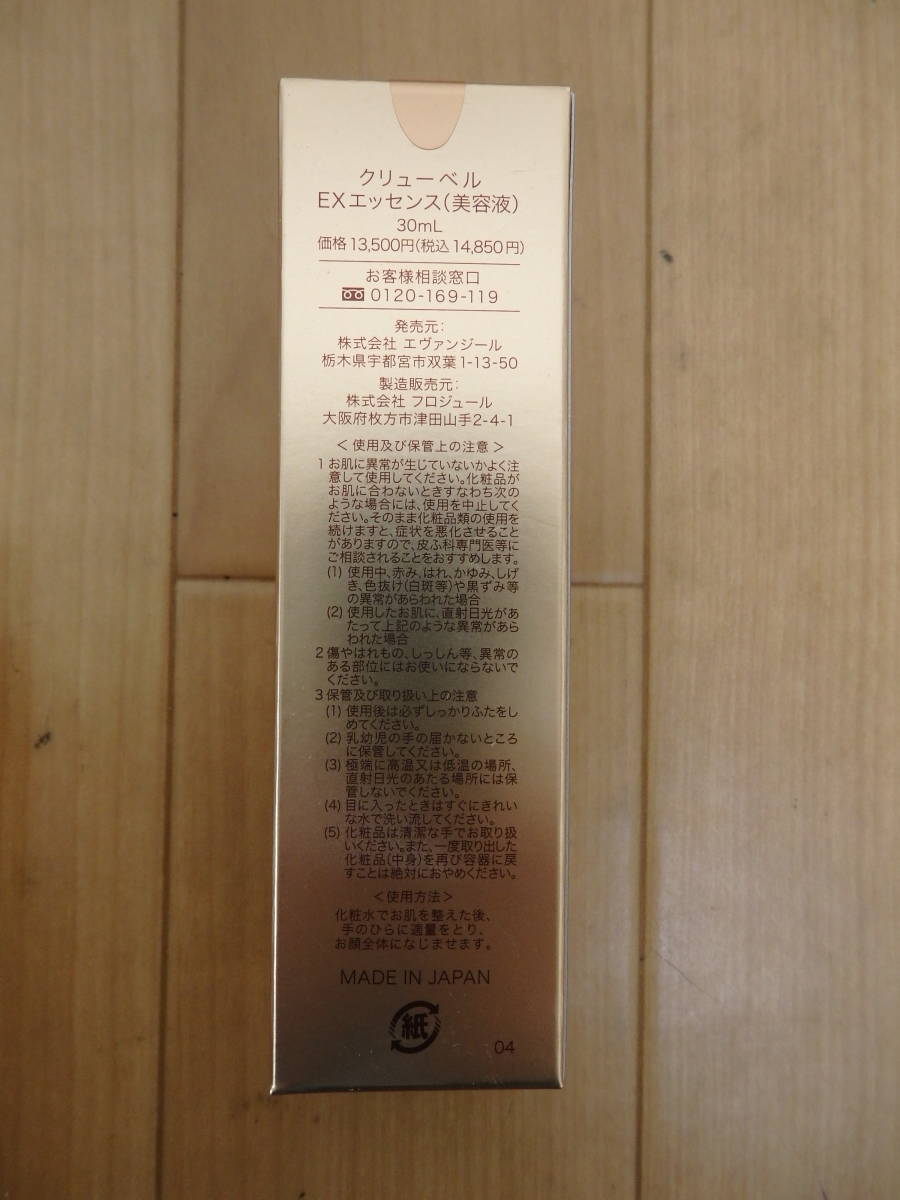 クリューベル
EXエッセンス(美容液)
30mL
価格13,500円(税込14,850円)
お客様相談窓口
0120-169-119
発売元:
株式会社 エヴァンジール
栃木県宇都宮市双葉1-13-50
製造販売元:
株式会社 フロジュール
大阪府枚方市津田山手2-4-1
<使用及び保管上の注意>
1 お肌に異常が生じていないかよく注
意して使用してください。化粧品が
お肌に合わないときすなわち次の
ような場合には、使用を中止してく
ださい。そのまま化粧品類の使用を
続けますと、症状を悪化させること
がありますので、皮ふ科専門医等に
ご相談されることをおすすめします。
(1) 使用中、赤み、はれ、かゆみ、しげ
き、色抜け(白斑等)や黒ずみ等
の異常があらわれた場合
(2) 使用したお肌に、直射日光があ
たって上記のような異常があら
われた場合
2 傷やはれもの、しっしん等、異常の
ある部位にはお使いにならないで
ください。
3 保管及び取り扱い上の注意
(1) 使用後は必ずしっかりふたをし
めてください。
(2) 乳幼児の手の届かないところ
に保管してください。
(3) 極端に高温又は低温の場所、
直射日光のあたる場所には保
管しないでください。
(4) 目に入ったときはすぐにきれい
な水で洗い流してください。
(5) 化粧品は清潔な手でお取り扱
いください。また、一度取り出した
化粧品(中身)を再び容器に戻
すことは絶対におやめください。
<使用方法>
化粧水でお肌を整えた後、
手のひらに適量をとり、
お顔全体になじませます。
MADE IN JAPAN
紙
04